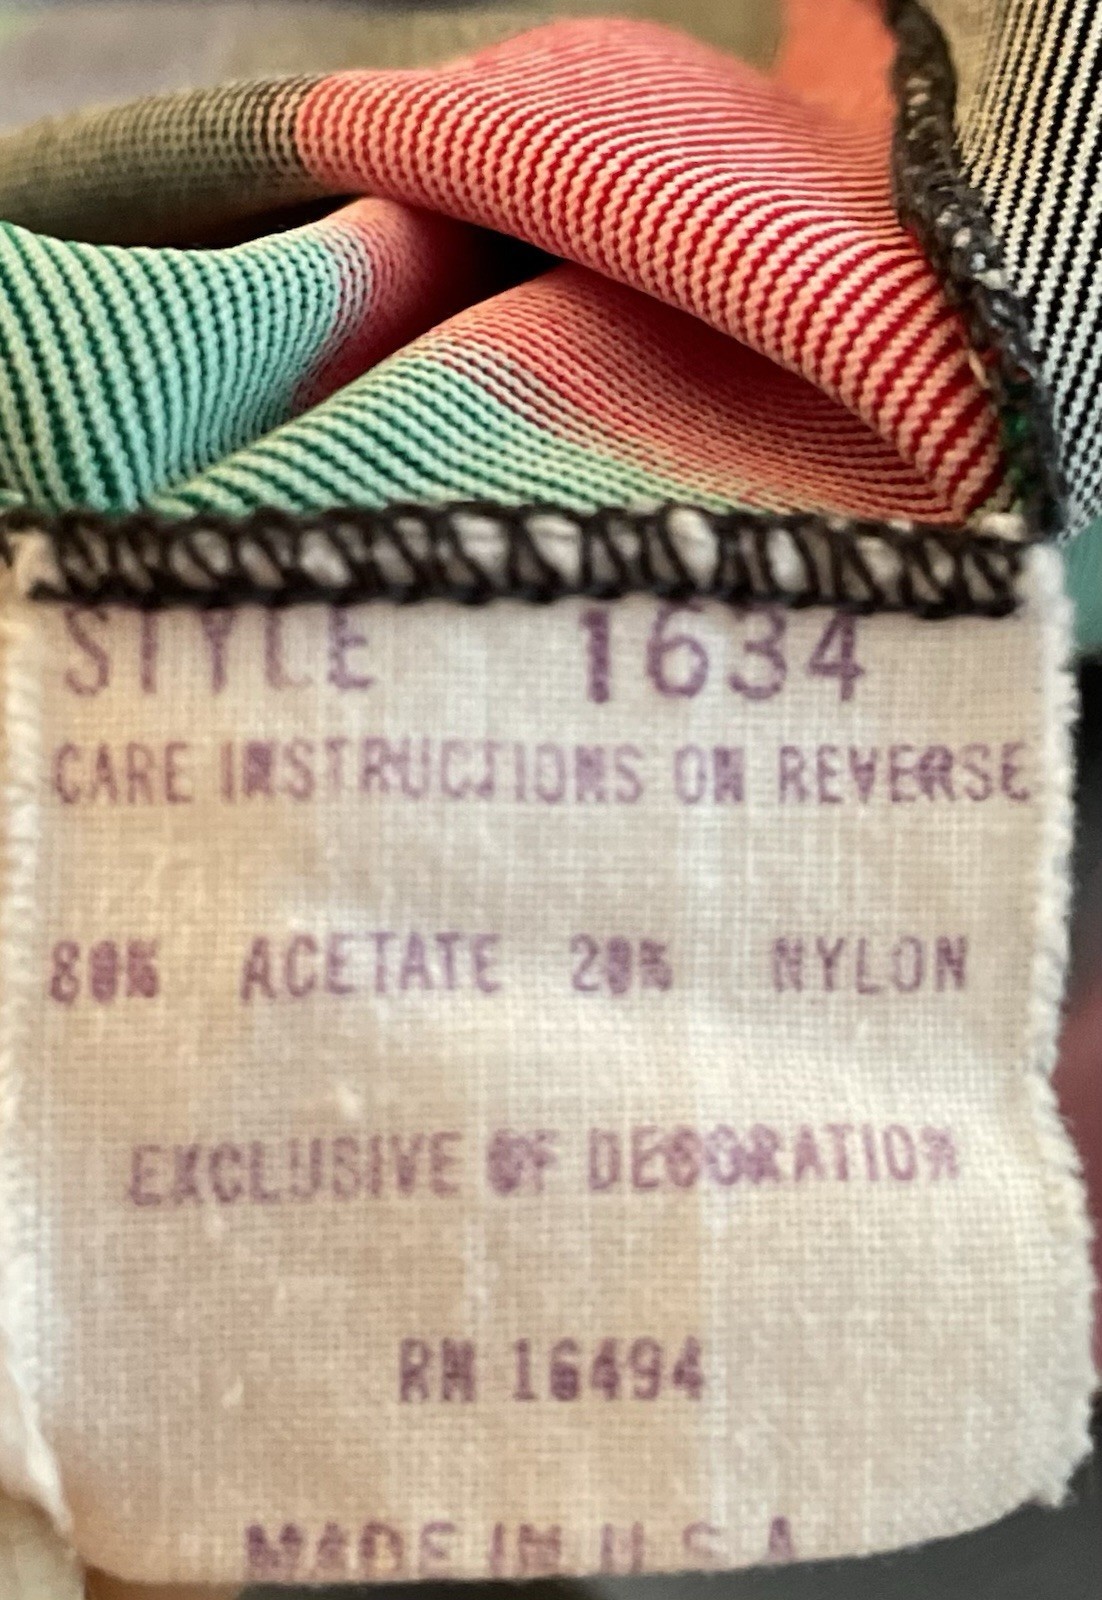 STYLE 1634
CARE INSTRUCTIONS ON REVERSE
80% ACETATE 20% NYLON
EXCLUSIVE OF DECORATION
RN 16494
MADE IN U S A